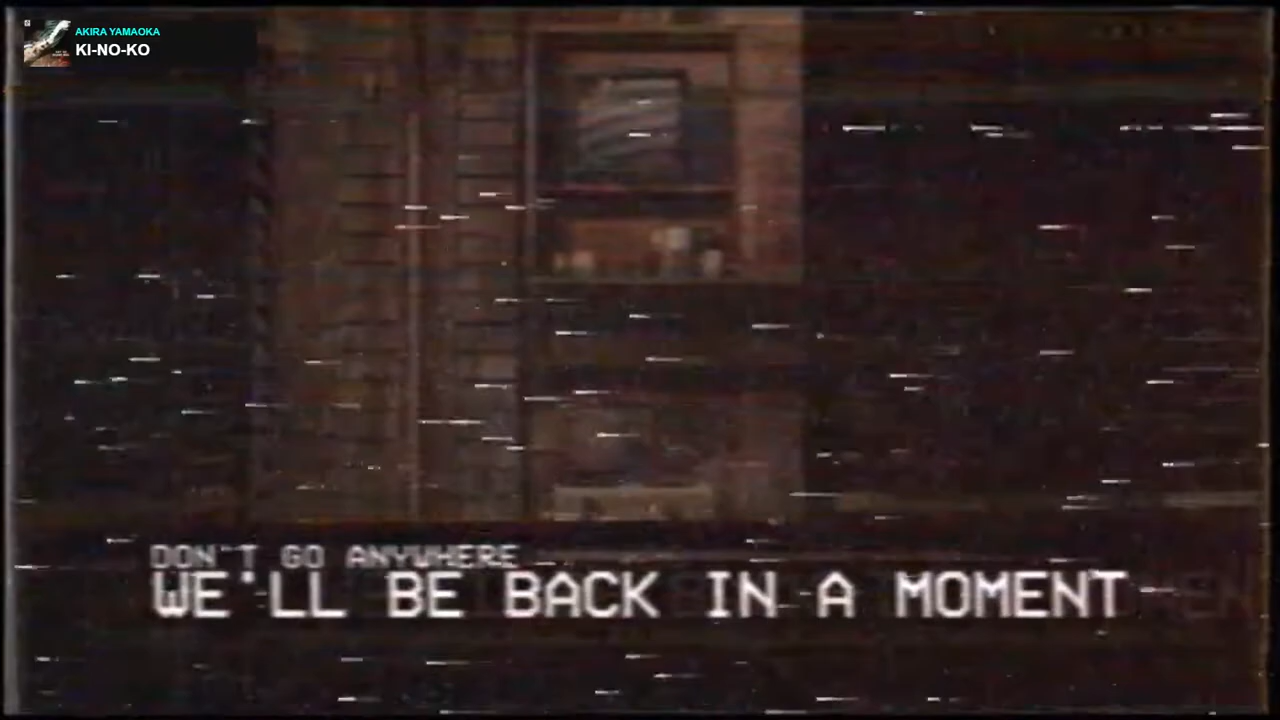 AKIRA YAMAOKA
KI-NO-KO
DON'T GO ANYWHERE
WE'LL BE BACK IN A MOMENT